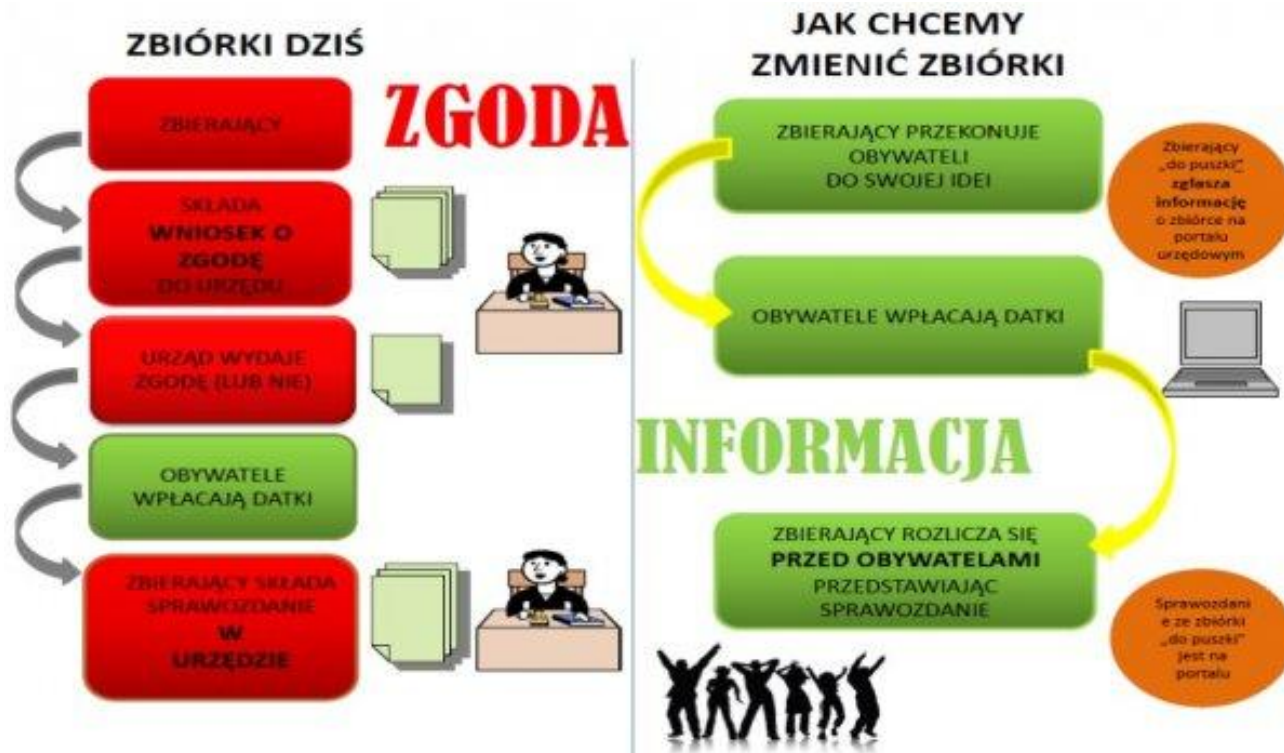 ZBIÓRKI DZIŚ
ZGODA
ZBIERAJĄCY
SKŁADA
WNIOSEK O
ZGODĘ
DO URZĘDU
URZĄD WYDAJE
ZGODĘ (LUB NIE)
OBYWATELE
WPŁACAJĄ DATKI
ZBIERAJĄCY SKŁADA
SPRAWOZDANIE
W
URZĘDZIE
JAK CHCEMY
ZMIENIĆ ZBIÓRKI
ZBIERAJĄCY PRZEKONUJE
OBYWATELI
DO SWOJEJ IDEI
Zbierający
„do puszki”
zgłasza
informację
o zbiórce na
portalu
urzędowym
OBYWATELE WPŁACAJĄ DATKI
INFORMACJA
ZBIERAJĄCY ROZLICZA SIĘ
PRZED OBYWATELAMI
PRZEDSTAWIAJĄC
SPRAWOZDANIE
Sprawozdani
e ze zbiórki
„do puszki”
jest na
portalu